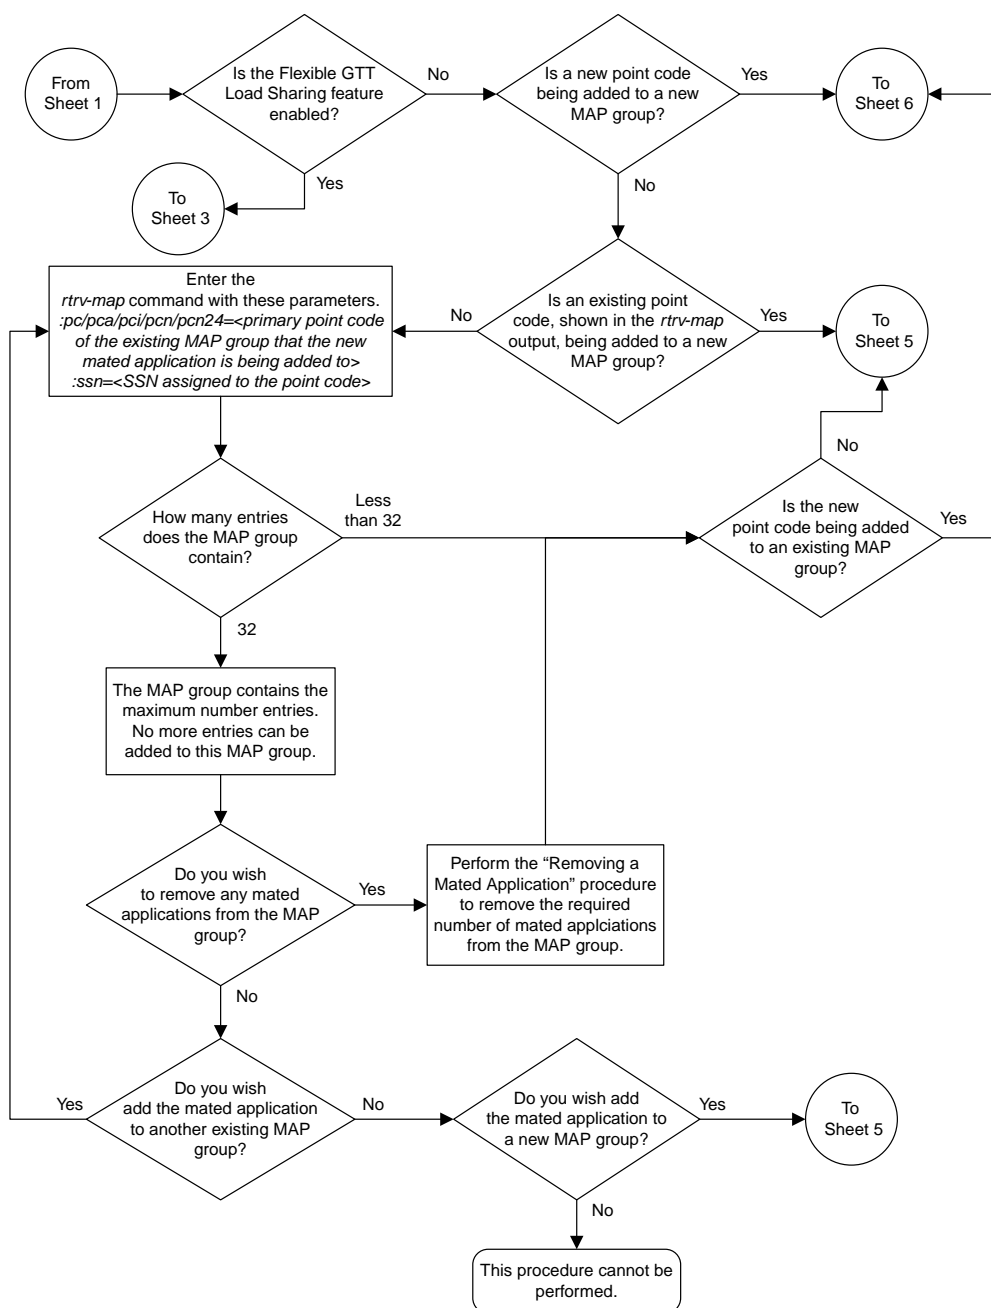 From
Sheet 1
Is the Flexible GTT
Load Sharing feature
enabled?
No
Is a new point code
being added to a new
MAP group?
Yes
To
Sheet 6
Yes
To
Sheet 3
No
Enter the
rtrv-map command with these parameters.
:pc/pca/pci/pcn/pcn24=<primary point code
of the existing MAP group that the new
mated application is being added to>
:ssn=<SSN assigned to the point code>
No
Is an existing point
code, shown in the rtrv-map
output, being added to a new
MAP group?
Yes
To
Sheet 5
No
How many entries
does the MAP group
contain?
Less
than 32
Is the new
point code being added
to an existing MAP
group?
Yes
32
The MAP group contains the
maximum number entries.
No more entries can be
added to this MAP group.
Do you wish
to remove any mated
applications from the MAP
group?
Yes
Perform the “Removing a
Mated Application” procedure
to remove the required
number of mated applciations
from the MAP group.
No
Yes
Do you wish
add the mated application
to another existing MAP
group?
No
Do you wish add
the mated application to
a new MAP group?
Yes
To
Sheet 5
No
This procedure cannot be
performed.